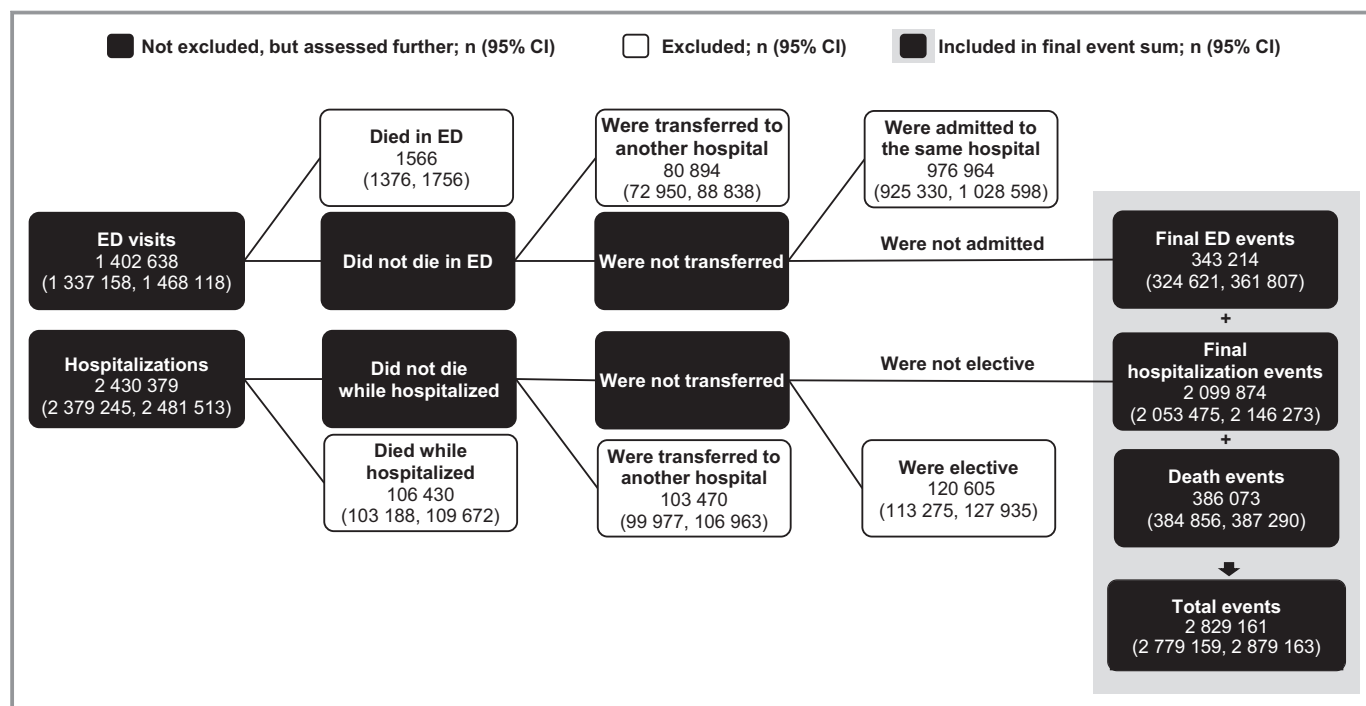 Not excluded, but assessed further; n (95% CI)
Excluded; n (95% CI)
Included in final event sum; n (95% CI)
Died in ED
1566
(1376, 1756)
Were transferred to
another hospital
80 894
(72 950, 88 838)
Were admitted to
the same hospital
976 964
(925 330, 1 028 598)
ED visits
1 402 638
(1 337 158, 1 468 118)
Did not die in ED
Were not transferred
Were not admitted
Final ED events
343 214
(324 621, 361 807)
+
Hospitalizations
2 430 379
(2 379 245, 2 481 513)
Did not die
while hospitalized
Were not transferred
Were not elective
Final
hospitalization events
2 099 874
(2 053 475, 2 146 273)
+
Died while
hospitalized
106 430
(103 188, 109 672)
Were transferred to
another hospital
103 470
(99 977, 106 963)
Were elective
120 605
(113 275, 127 935)
Death events
386 073
(384 856, 387 290)
Total events
2 829 161
(2 779 159, 2 879 163)